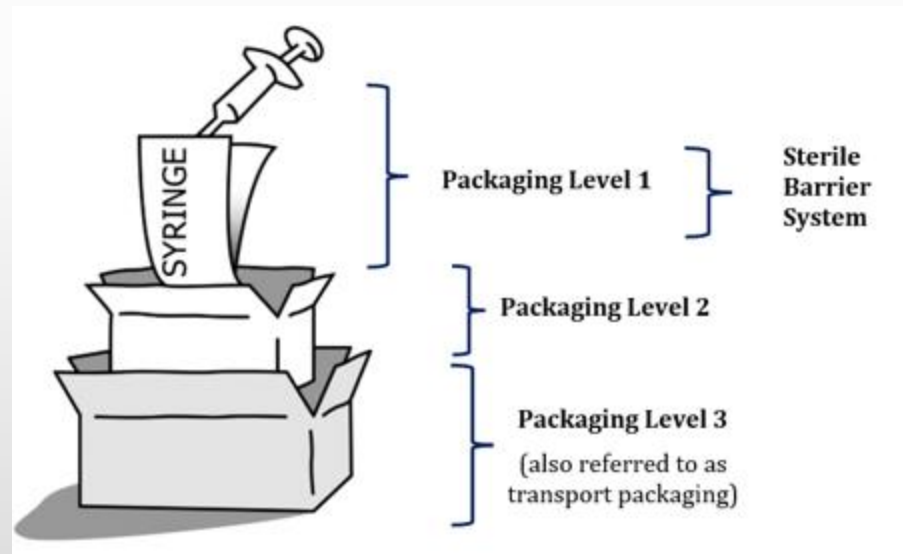 SYRINGE
Packaging Level 1
Sterile
Barrier
System
Packaging Level 2
Packaging Level 3
(also referred to as
transport packaging)